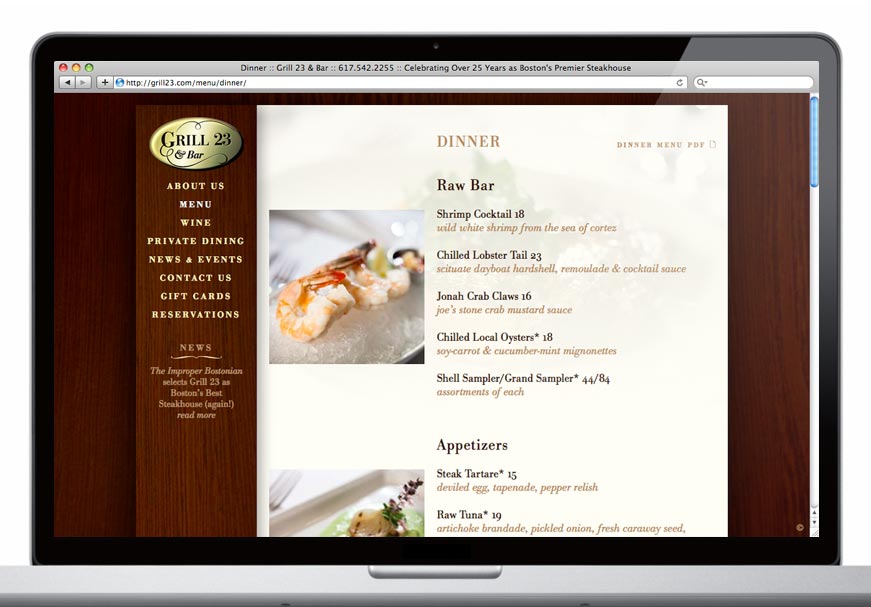 Dinner :: Grill 23 & Bar :: 617.542.2255 :: Celebrating Over 25 Years as Boston's Premier Steakhouse
http://grill23.com/menu/dinner/
GRILL 23
& Bar
ABOUT US
MENU
WINE
PRIVATE DINING
NEWS & EVENTS
CONTACT US
GIFT CARDS
RESERVATIONS
NEWS
The Improper Bostonian
selects Grill 23 as
Boston's Best
Steakhouse (again!)
read more
DINNER
DINNER MENU PDF
Raw Bar
Shrimp Cocktail 18
wild white shrimp from the sea of cortez
Chilled Lobster Tail 23
scituate dayboat hardshell, remoulade & cocktail sauce
Jonah Crab Claws 16
joe's stone crab mustard sauce
Chilled Local Oysters* 18
soy-carrot & cucumber-mint mignonettes
Shell Sampler/Grand Sampler* 44/84
assortments of each
Appetizers
Steak Tartare* 15
deviled egg, tapenade, pepper relish
Raw Tuna* 19
artichoke brandade, pickled onion, fresh caraway seed,
©